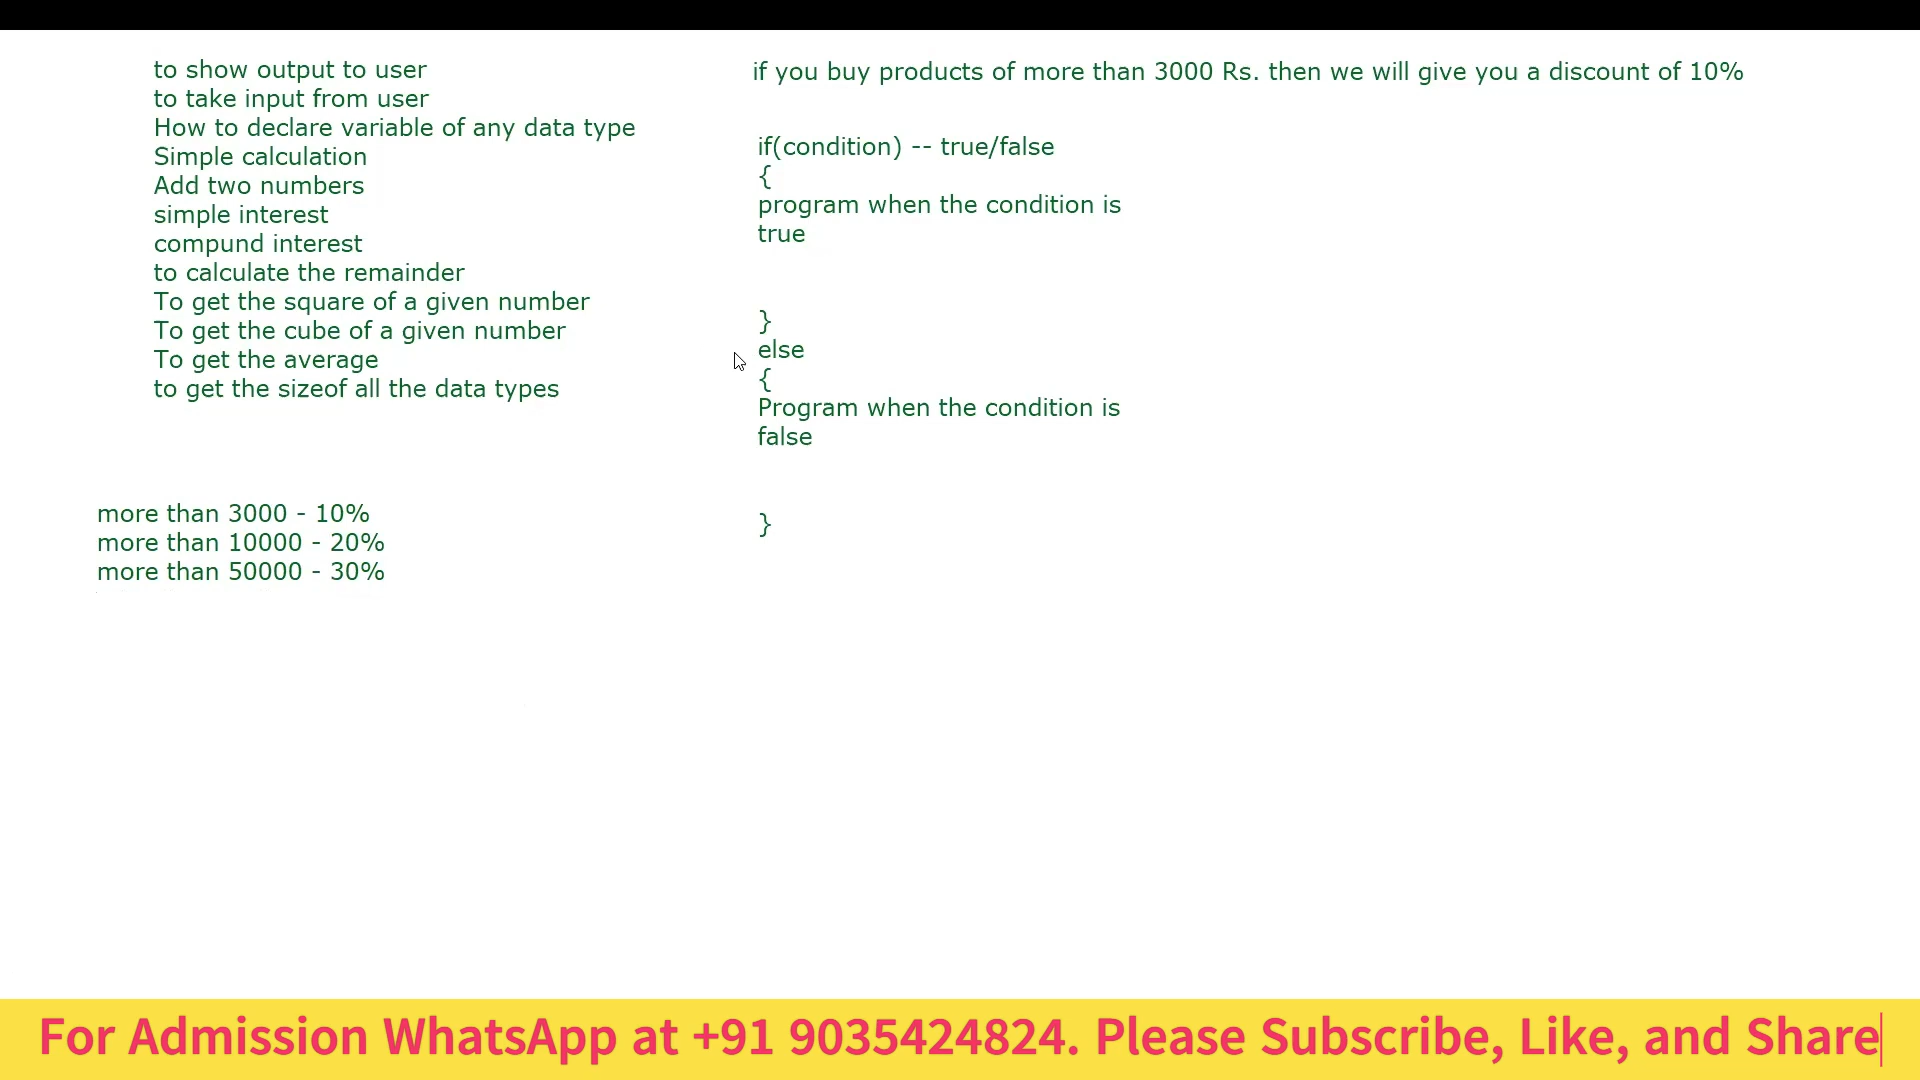 to show output to user
to take input from user
How to declare variable of any data type
Simple calculation
Add two numbers
simple interest
compund interest
to calculate the remainder
To get the square of a given number
To get the cube of a given number
To get the average
to get the sizeof all the data types
more than 3000 - 10%
more than 10000 - 20%
more than 50000 - 30%
if you buy products of more than 3000 Rs. then we will give you a discount of 10%
if(condition) -- true/false
{
program when the condition is
true
}
else
{
Program when the condition is
false
}
For Admission WhatsApp at +91 9035424824. Please Subscribe, Like, and Share